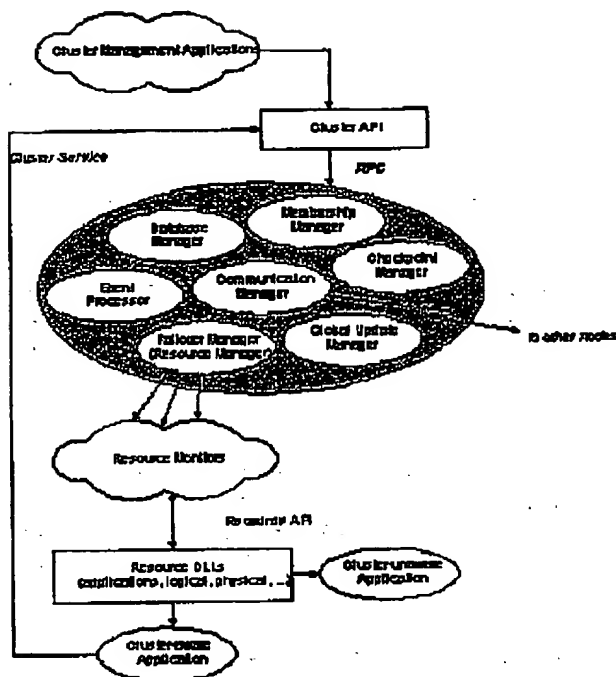 Cluster Management Applications
Cluster API
Cluster Service
RPC
Membership
Manager
Database
Manager
Checkpoint
Manager
Communication
Manager
Event
Processor
Failover Manager
(Resource Manager)
Global Update
Manager
To other nodes
Resource Monitors
Resource API
Resource DLLs
(applications, logical, physical, ...)
Cluster-unaware
Application
Cluster-aware
Application